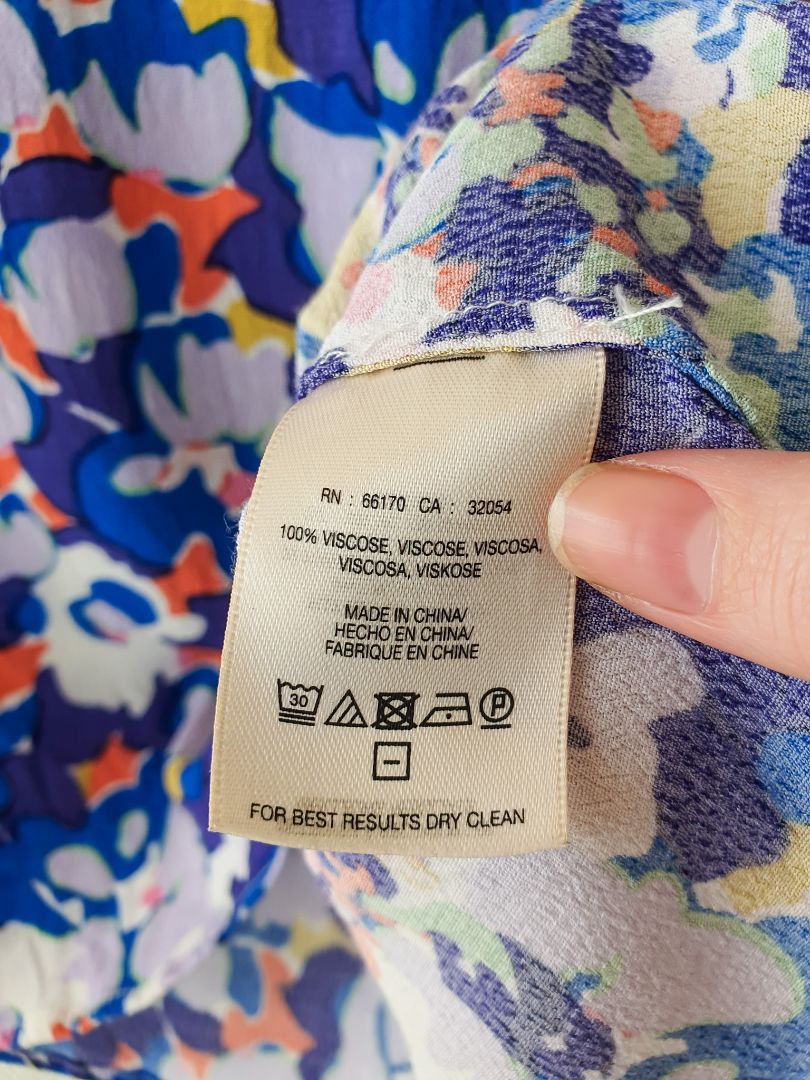 RN : 66170 CA : 32054
100% VISCOSE, VISCOSE, VISCOSA,
VISCOSA, VISKOSE
MADE IN CHINA/
HECHO EN CHINA/
FABRIQUE EN CHINE
30 P
FOR BEST RESULTS DRY CLEAN